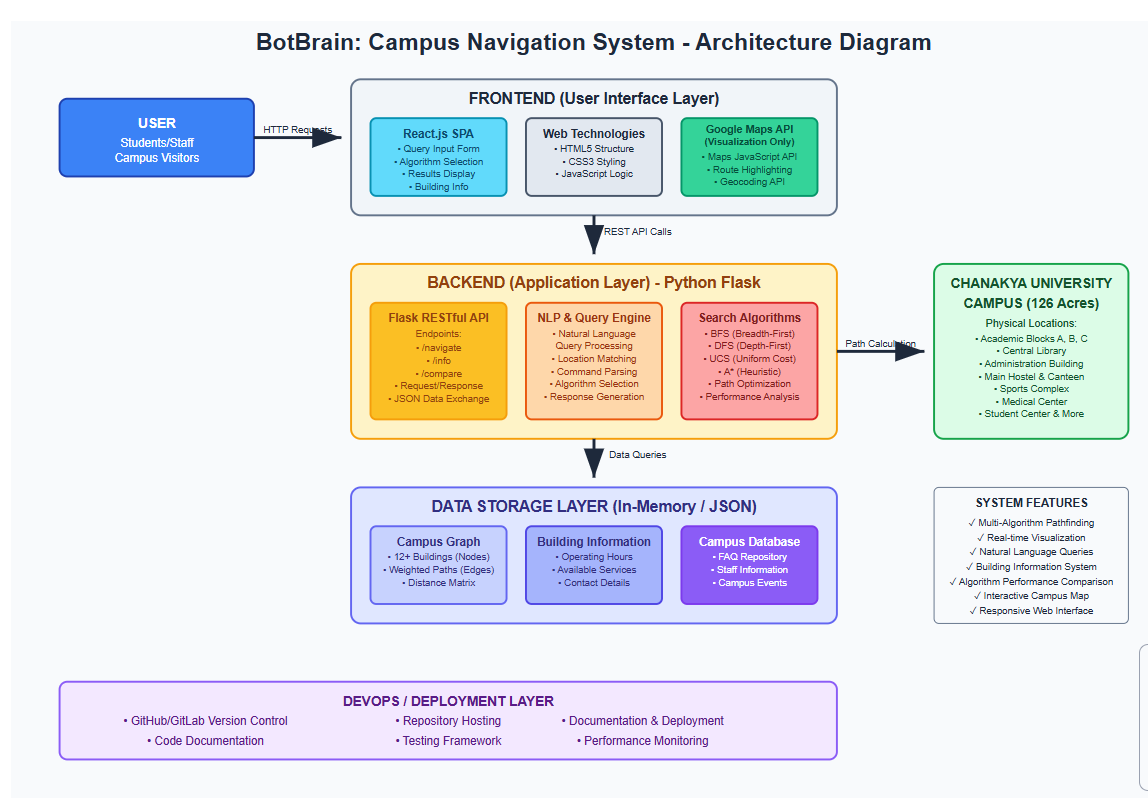 BotBrain: Campus Navigation System - Architecture Diagram
USER
Students/Staff
Campus Visitors
HTTP Requests
FRONTEND (User Interface Layer)
React.js SPA
• Query Input Form
• Algorithm Selection
• Results Display
• Building Info
Web Technologies
• HTML5 Structure
• CSS3 Styling
• JavaScript Logic
Google Maps API
(Visualization Only)
• Maps JavaScript API
• Route Highlighting
• Geocoding API
REST API Calls
BACKEND (Application Layer) - Python Flask
Flask RESTful API
Endpoints:
• /navigate
• /info
• /compare
• Request/Response
• JSON Data Exchange
NLP & Query Engine
• Natural Language
Query Processing
• Location Matching
• Command Parsing
• Algorithm Selection
• Response Generation
Search Algorithms
• BFS (Breadth-First)
• DFS (Depth-First)
• UCS (Uniform Cost)
• A* (Heuristic)
• Path Optimization
• Performance Analysis
Path Calculation
CHANAKYA UNIVERSITY
CAMPUS (126 Acres)
Physical Locations:
• Academic Blocks A, B, C
• Central Library
• Administration Building
• Main Hostel & Canteen
• Sports Complex
• Medical Center
• Student Center & More
Data Queries
DATA STORAGE LAYER (In-Memory / JSON)
Campus Graph
• 12+ Buildings (Nodes)
• Weighted Paths (Edges)
• Distance Matrix
Building Information
• Operating Hours
• Available Services
• Contact Details
Campus Database
• FAQ Repository
• Staff Information
• Campus Events
SYSTEM FEATURES
✓ Multi-Algorithm Pathfinding
✓ Real-time Visualization
✓ Natural Language Queries
✓ Building Information System
✓ Algorithm Performance Comparison
✓ Interactive Campus Map
✓ Responsive Web Interface
DEVOPS / DEPLOYMENT LAYER
• GitHub/GitLab Version Control
• Repository Hosting
• Documentation & Deployment
• Code Documentation
• Testing Framework
• Performance Monitoring